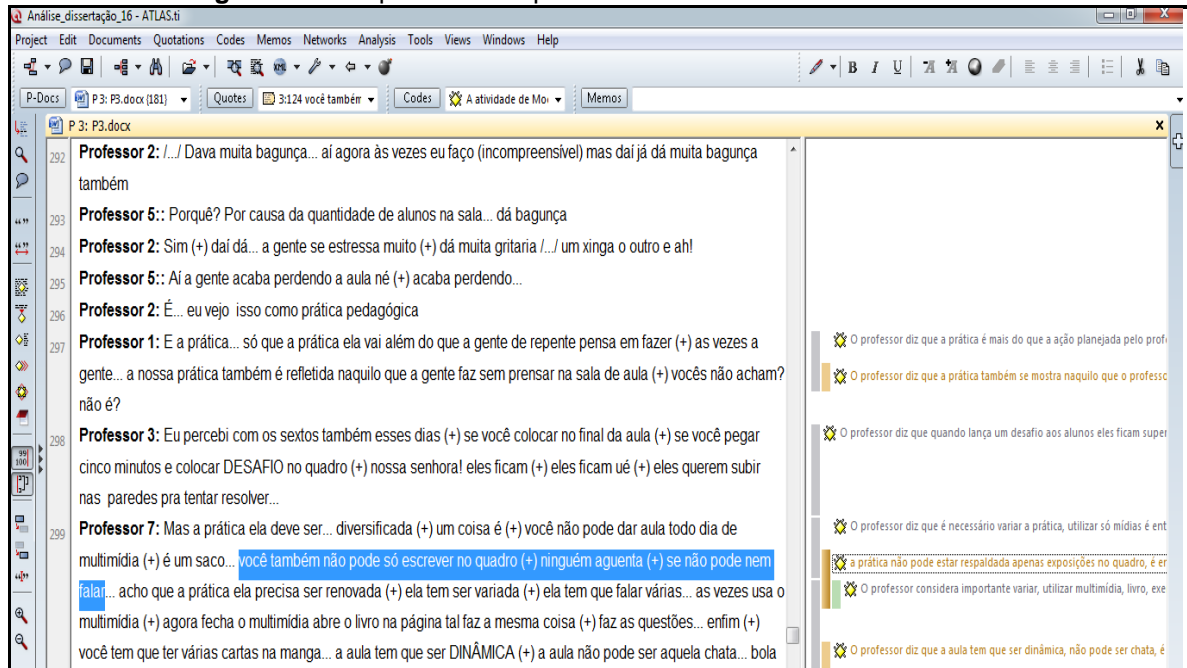 Análise_dissertação_16 - ATLAS.ti
Project Edit Documents Quotations Codes Memos Networks Analysis Tools Views Windows Help
B I U
P-Docs P 3: P3.docx {181} Quotes 3:124 você também Codes A atividade de Mo Memos
P 3: P3.docx X
292 Professor 2: /.../ Dava muita bagunça... aí agora às vezes eu faço (incompreensível) mas daí já dá muita bagunça
também
293 Professor 5:: Porquê? Por causa da quantidade de alunos na sala... dá bagunça
294 Professor 2: Sim (+) daí dá... a gente se estressa muito (+) dá muita gritaria /.../ um xinga o outro e ah!
295 Professor 5:: Aí a gente acaba perdendo a aula né (+) acaba perdendo...
296 Professor 2: É... eu vejo isso como prática pedagógica
297 Professor 1: E a prática... só que a prática ela vai além do que a gente de repente pensa em fazer (+) as vezes a
O professor diz que a prática é mais do que a ação planejada pelo prof
gente... a nossa prática também é refletida naquilo que a gente faz sem prensar na sala de aula (+) vocês não acham?
O professor diz que a prática também se mostra naquilo que o professo
não é?
298 Professor 3: Eu percebi com os sextos também esses dias (+) se você colocar no final da aula (+) se você pegar
O professor diz que quando lança um desafio aos alunos eles ficam super
cinco minutos e colocar DESAFIO no quadro (+) nossa senhora! eles ficam (+) eles ficam ué (+) eles querem subir
nas paredes pra tentar resolver...
299 Professor 7: Mas a prática ela deve ser... diversificada (+) um coisa é (+) você não pode dar aula todo dia de
O professor diz que é necessário variar a prática, utilizar só mídias é ent
multimídia (+) é um saco... você também não pode só escrever no quadro (+) ninguém aguenta (+) se não pode nem
a prática não pode estar respaldada apenas exposições no quadro, é er
falar... acho que a prática ela precisa ser renovada (+) ela tem ser variada (+) ela tem que falar várias... as vezes usa o
O professor considera importante variar, utilizar multimídia, livro, exe
multimídia (+) agora fecha o multimídia abre o livro na página tal faz a mesma coisa (+) faz as questões... enfim (+)
você tem que ter várias cartas na manga... a aula tem que ser DINÂMICA (+) a aula não pode ser aquela chata... bola
O professor diz que a aula tem que ser dinâmica, não pode ser chata, é